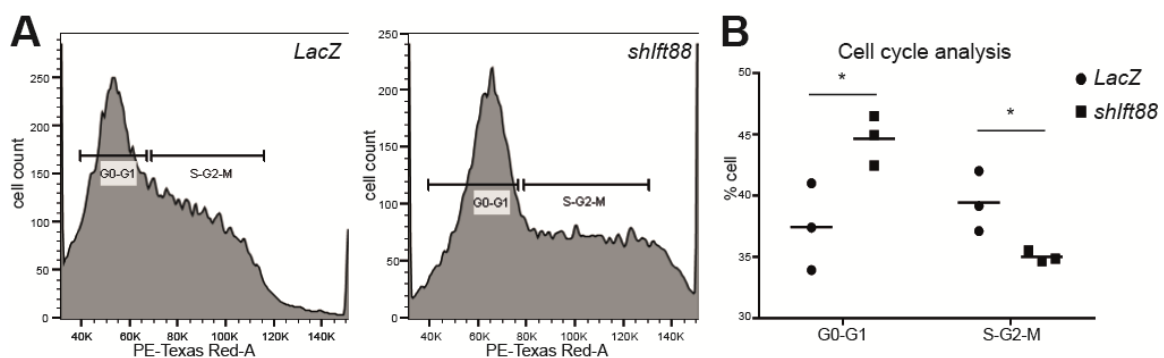 A
LacZ
250
200
150
100
50
0
cell count
G0-G1
S-G2-M
40K 60K 80K 100K 120K 140K
PE-Texas Red-A
shIft88
250
200
150
100
50
0
cell count
G0-G1
S-G2-M
40K 60K 80K 100K 120K 140K
PE-Texas Red-A
B
Cell cycle analysis
50
45
40
35
30
% cell
*
*
LacZ
shIft88
G0-G1
S-G2-M